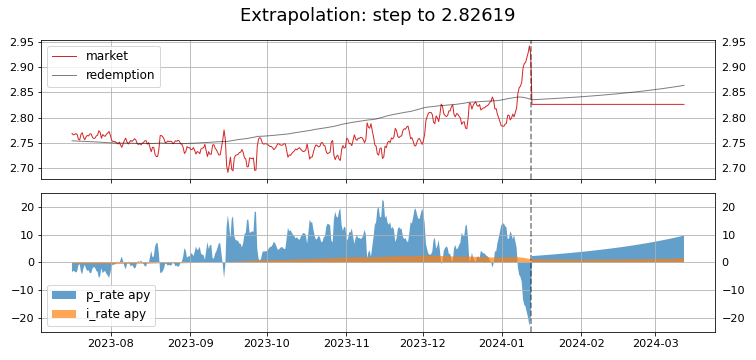 Extrapolation: step to 2.82619
2.95 2.95
2.90 2.90
2.85 2.85
2.80 2.80
2.75 2.75
2.70 2.70
market
redemption
20 20
10 10
0 0
−10 −10
−20 −20
p_rate apy
i_rate apy
2023-08 2023-09 2023-10 2023-11 2023-12 2024-01 2024-02 2024-03